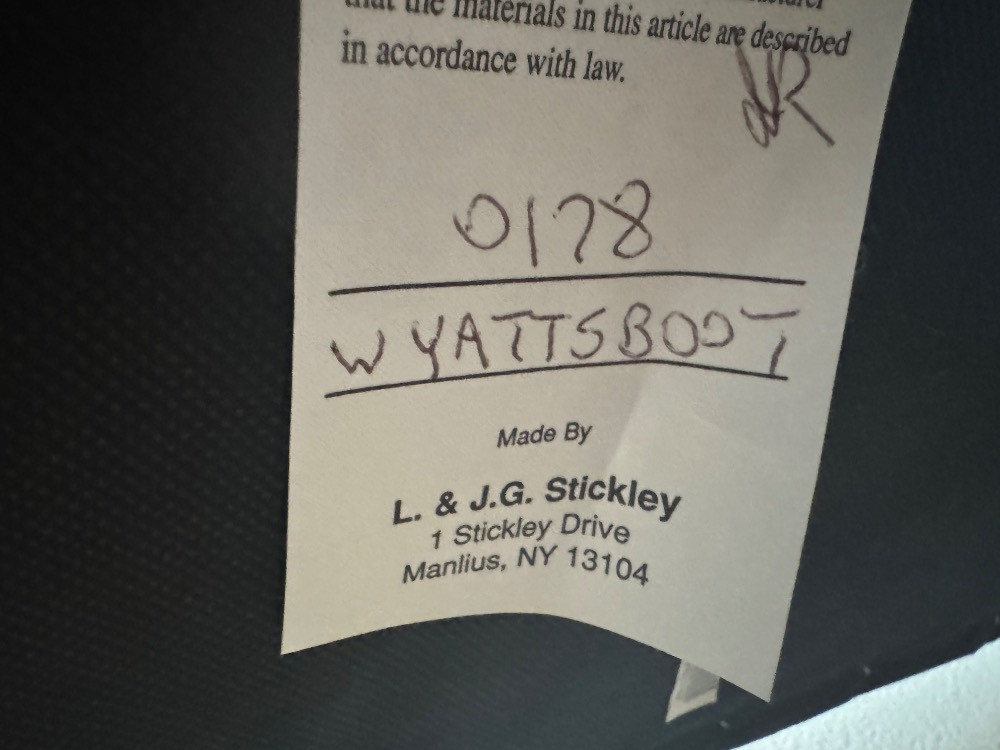 that the materials in this article are described
in accordance with law.
0178
WYATTSBOOT
Made By
L. & J.G. Stickley
1 Stickley Drive
Manlius, NY 13104